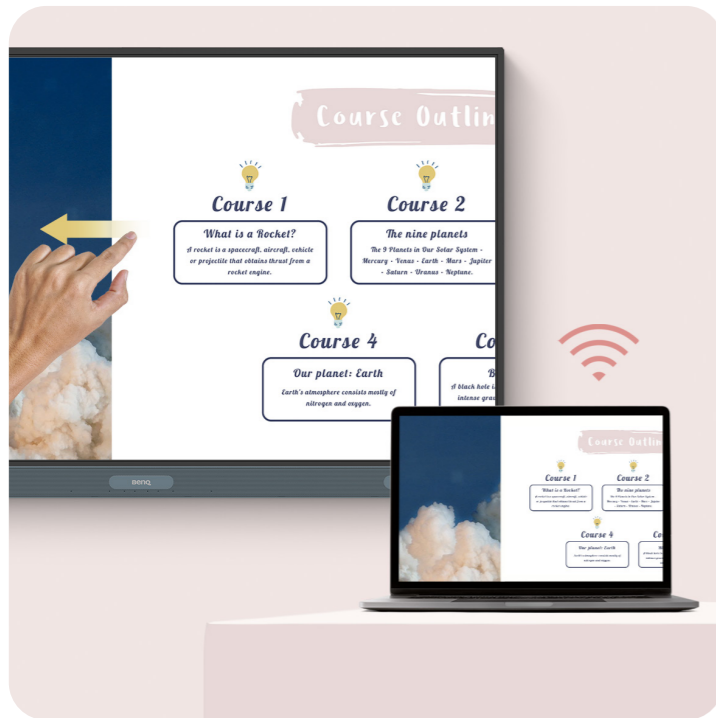 Course Outlin
Course 1
What is a Rocket?
A rocket is a spacecraft, aircraft, vehicle
or projectile that obtains thrust from a
rocket engine.
Course 2
The nine planets
The 9 Planets in Our Solar System -
Mercury - Venus - Earth - Mars - Jupiter
- Saturn - Uranus - Neptune.
Course 4
Our planet: Earth
Earth's atmosphere consists mostly of
nitrogen and oxygen.
Co
B
A black hole i
intense grav
BenQ
Course Outlin
Course 1
What is a Rocket?
Course 2
The nine planets
Course 4
Our planet: Earth
Co